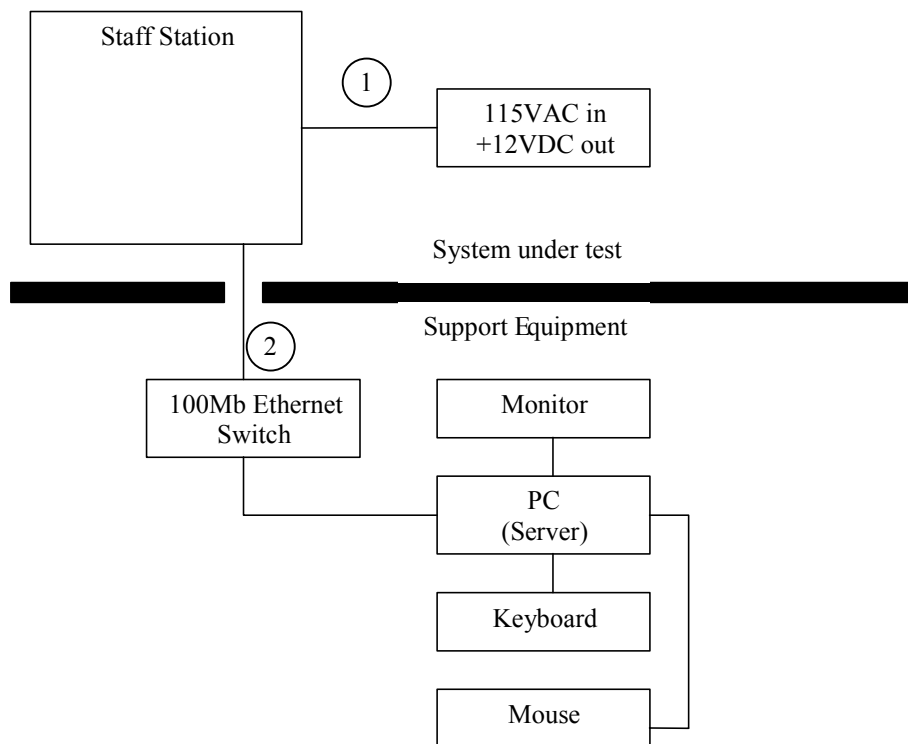 Staff Station
1
115VAC in
+12VDC out
System under test
Support Equipment
2
100Mb Ethernet
Switch
Monitor
PC
(Server)
Keyboard
Mouse